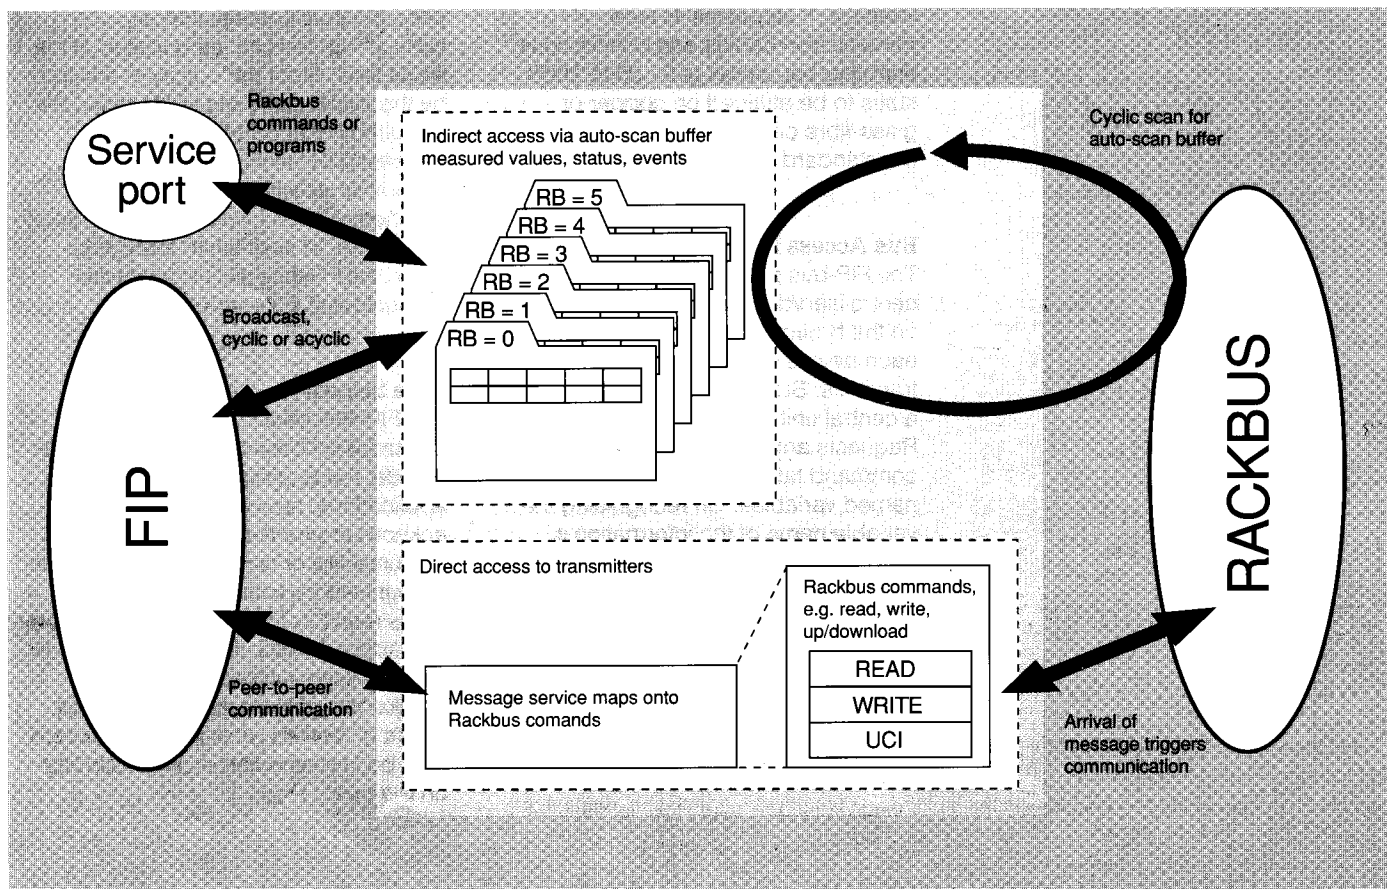 Service
port
Rackbus
commands or
programs
Indirect access via auto-scan buffer
measured values, status, events
RB = 5
RB = 4
RB = 3
RB = 2
RB = 1
RB = 0
Cyclic scan for
auto-scan buffer
Broadcast,
cyclic or acyclic
FIP
RACKBUS
Direct access to transmitters
Rackbus commands,
e.g. read, write,
up/download
READ
WRITE
UCI
Message service maps onto
Rackbus comands
Peer-to-peer
communication
Arrival of
message triggers
communication